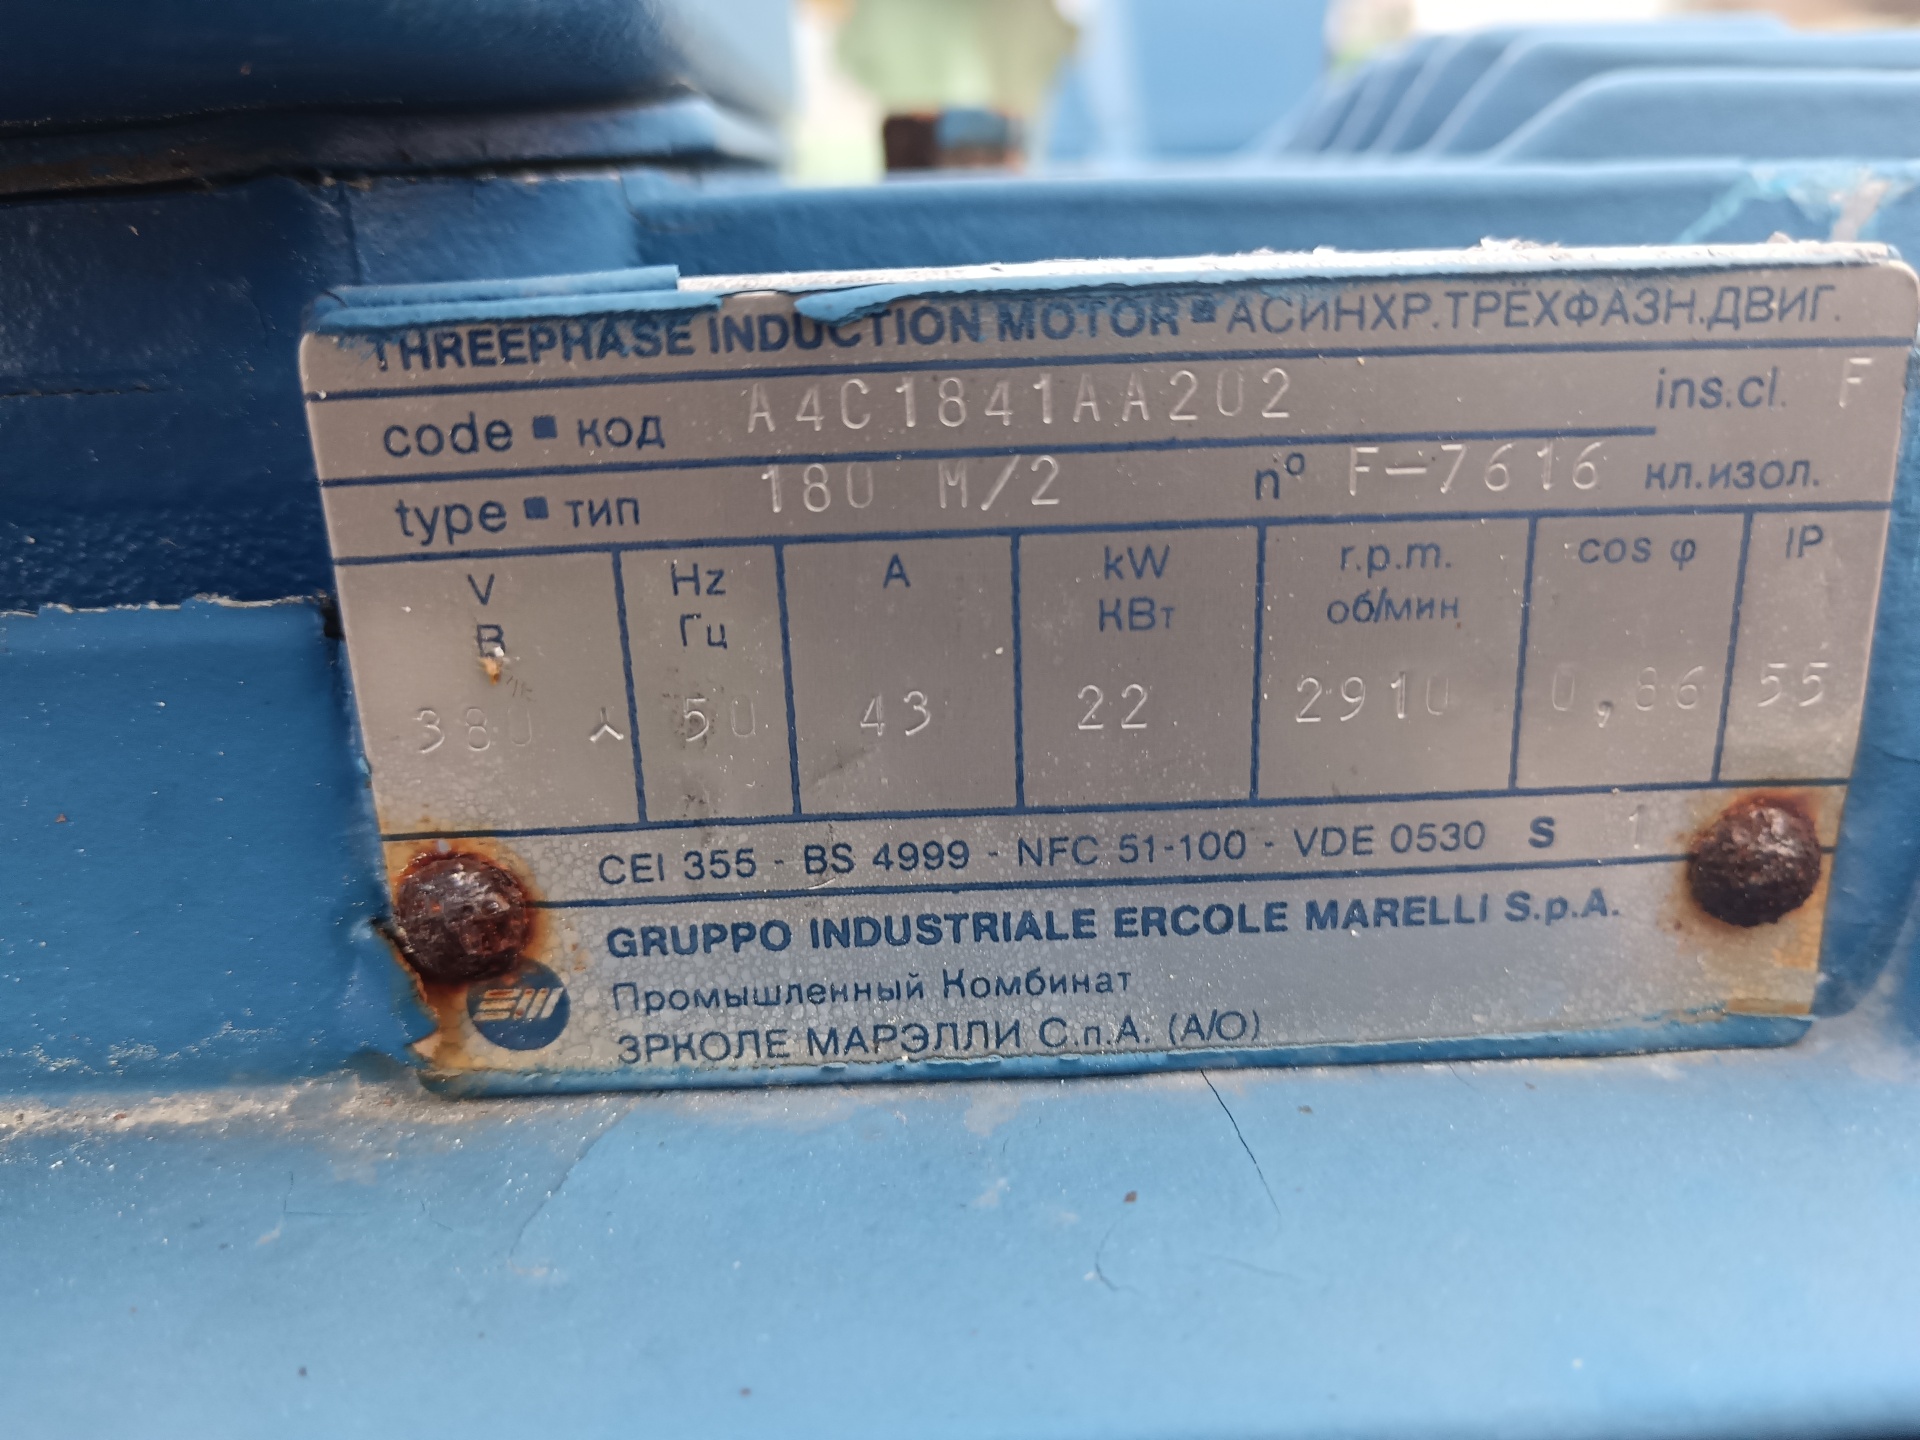 THREEPHASE INDUCTION MOTOR ▪ АСИНХР.ТРЁХФАЗН.ДВИГ.
code ▪ код A4C1841AA202 ins.cl. F
type ▪ тип 180 M/2 n° F-7616 кл.изол.
V Hz A kW r.p.m. cos φ IP
В Гц КВт об/мин
380 ⅄ 50 43 22 2910 0,86 55
CEI 355 - BS 4999 - NFC 51-100 - VDE 0530 S 1
GRUPPO INDUSTRIALE ERCOLE MARELLI S.p.A.
Промышленный Комбинат
ЗРКОЛЕ МАРЭЛЛИ С.п.А. (А/О)